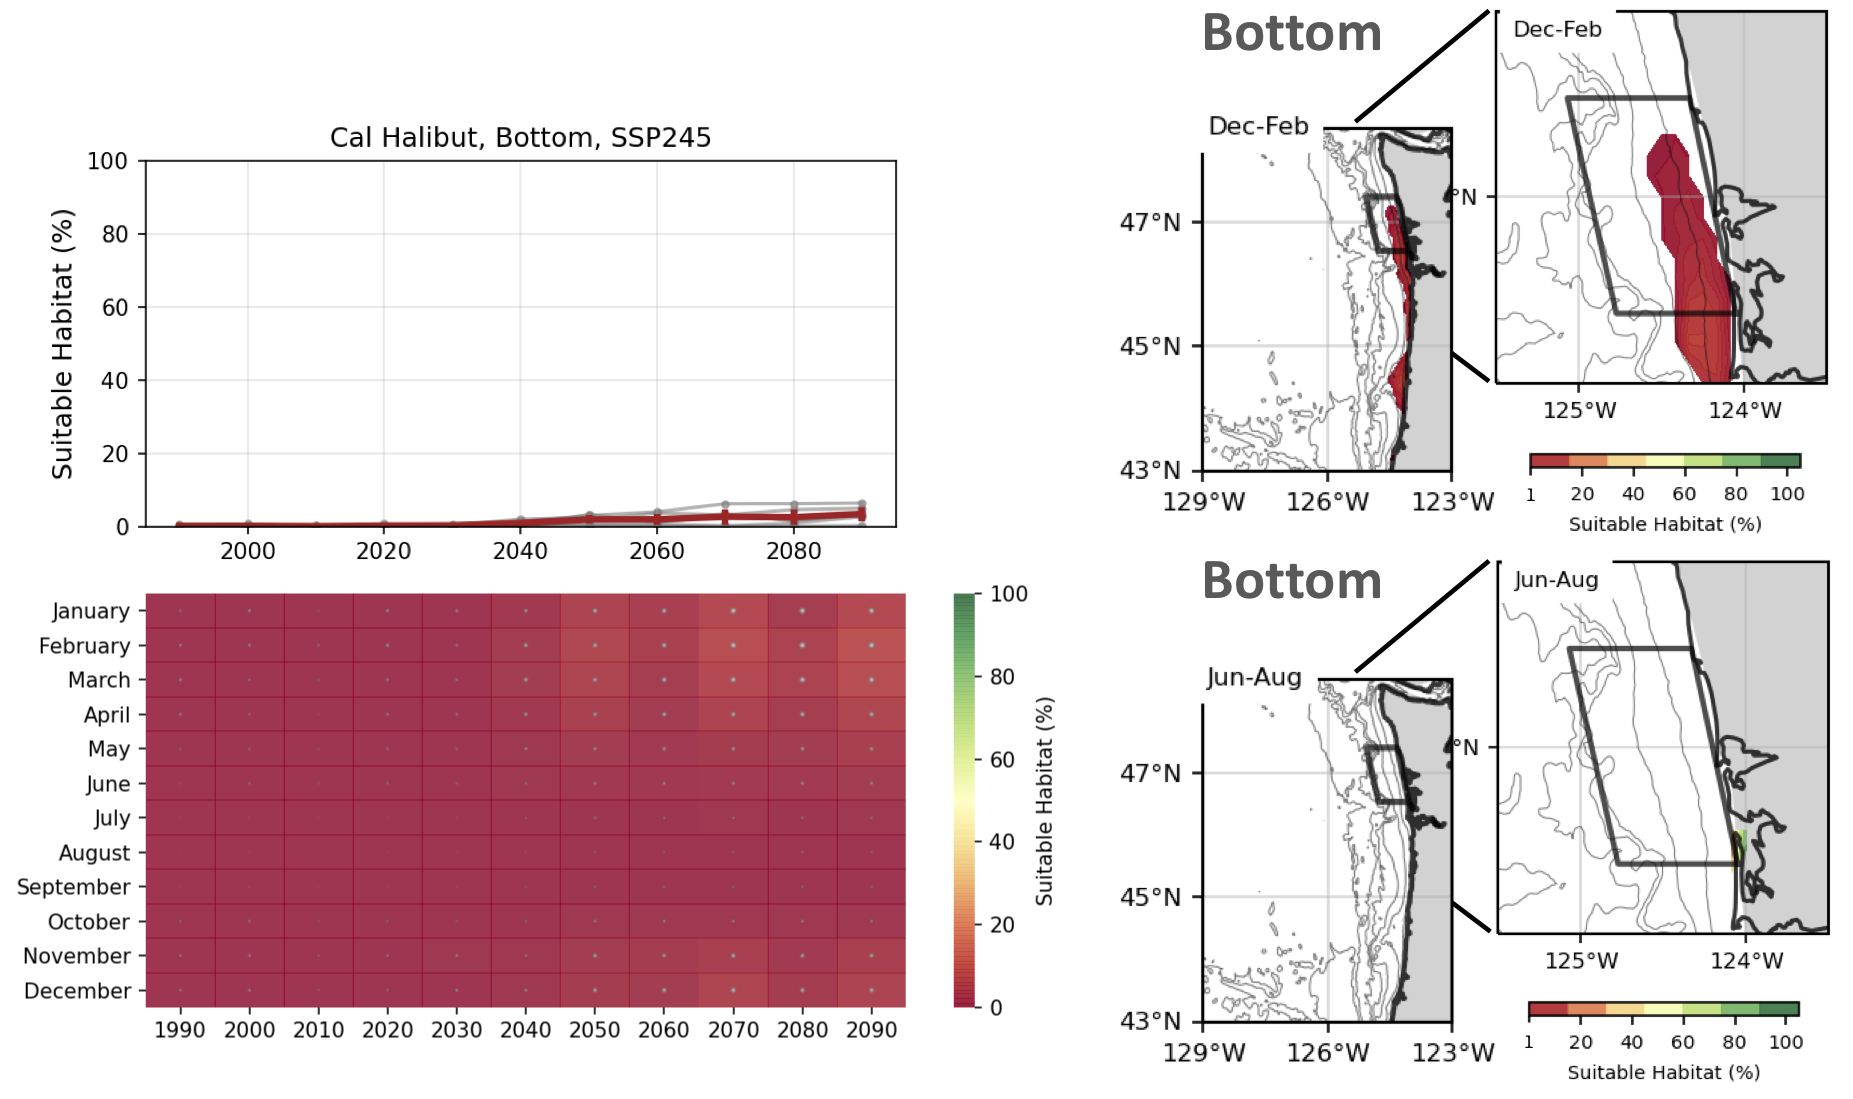 Cal Halibut, Bottom, SSP245
Suitable Habitat (%)
100
80
60
40
20
0
2000 2020 2040 2060 2080
January
February
March
April
May
June
July
August
September
October
November
December
1990 2000 2010 2020 2030 2040 2050 2060 2070 2080 2090
100
80
60
40
20
0
Suitable Habitat (%)
Bottom
Dec-Feb
47°N
45°N
43°N
129°W 126°W 123°W
Dec-Feb
°N
125°W 124°W
1 20 40 60 80 100
Suitable Habitat (%)
Bottom
Jun-Aug
47°N
45°N
43°N
129°W 126°W 123°W
Jun-Aug
°N
125°W 124°W
1 20 40 60 80 100
Suitable Habitat (%)